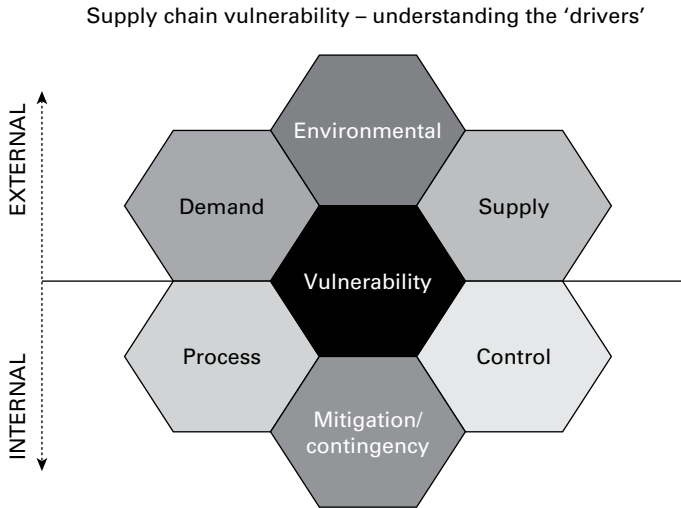 Supply chain vulnerability – understanding the ‘drivers’
EXTERNAL
Environmental
Demand
Supply
Vulnerability
INTERNAL
Process
Control
Mitigation/
contingency